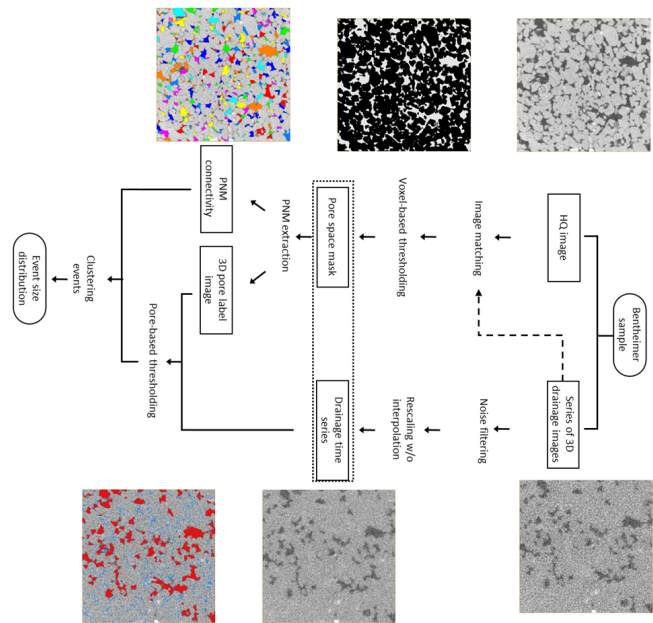 Bentheimer
sample
HQ image
Series of 3D
drainage images
Image matching
Noise filtering
Voxel-based thresholding
Rescaling w/o
interpolation
Pore space mask
Drainage time
series
PNM extraction
PNM
connectivity
3D pore label
image
Pore-based thresholding
Clustering
events
Event size
distribution